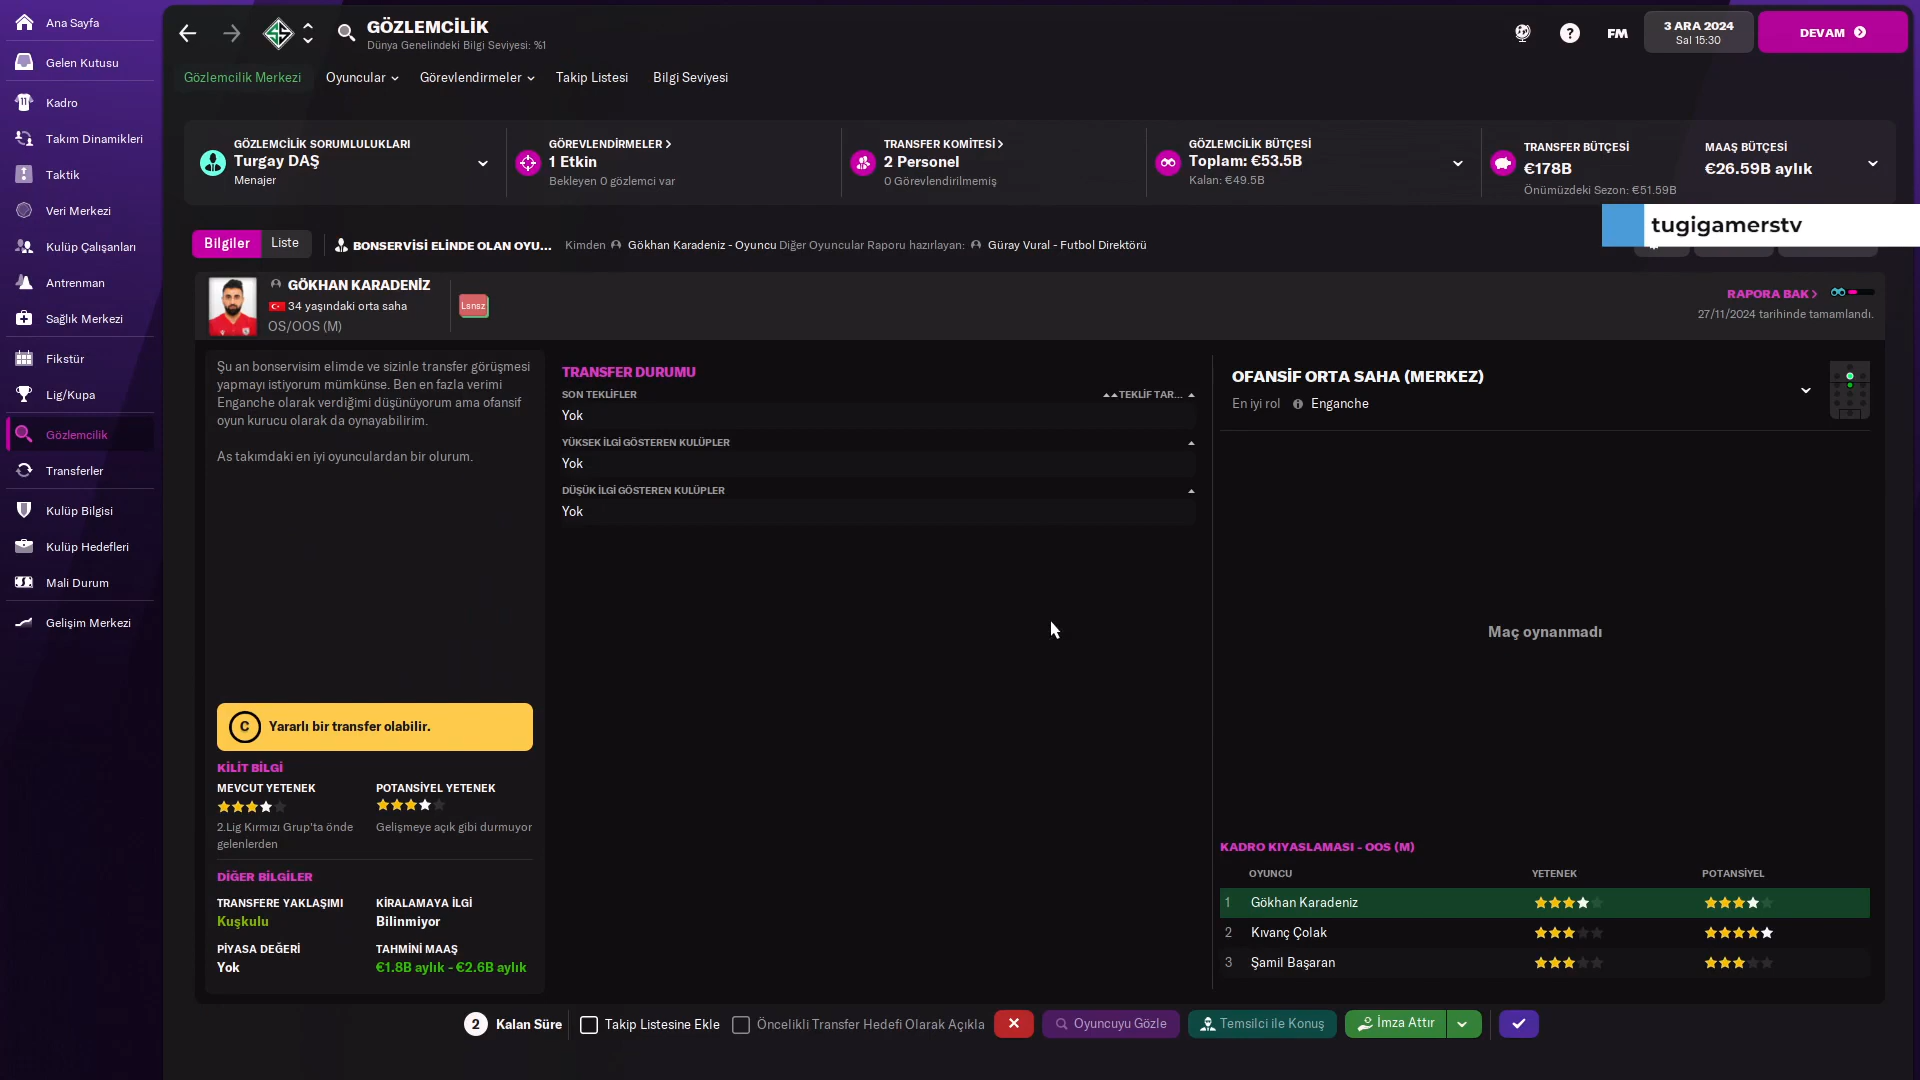 Ana Sayfa
Gelen Kutusu
Kadro
Takım Dinamikleri
Taktik
Veri Merkezi
Kulüp Çalışanları
Antrenman
Sağlık Merkezi
Fikstür
Lig/Kupa
Gözlemcilik
Transferler
Kulüp Bilgisi
Kulüp Hedefleri
Mali Durum
Gelişim Merkezi
GÖZLEMCİLİK
Dünya Genelindeki Bilgi Seviyesi: %1
FM
3 ARA 2024
Sal 15:30
DEVAM
Gözlemcilik Merkezi
Oyuncular
Görevlendirmeler
Takip Listesi
Bilgi Seviyesi
GÖZLEMCİLİK SORUMLULUKLARI
Turgay DAŞ
Menajer
GÖREVLENDİRMELER
1 Etkin
Bekleyen 0 gözlemci var
TRANSFER KOMİTESİ
2 Personel
0 Görevlendirilmemiş
GÖZLEMCİLİK BÜTÇESİ
Toplam: €53.5B
Kalan: €49.5B
TRANSFER BÜTÇESİ
€178B
Önümüzdeki Sezon: €51.59B
MAAŞ BÜTÇESİ
€26.59B aylık
tugigamerstv
Bilgiler
Liste
BONSERVİSİ ELİNDE OLAN OYU...
Kimden Gökhan Karadeniz - Oyuncu Diğer Oyuncular Raporu hazırlayan: Güray Vural - Futbol Direktörü
GÖKHAN KARADENİZ
34 yaşındaki orta saha
OS/OOS (M)
Lsnsz
RAPORA BAK
27/11/2024 tarihinde tamamlandı.
Şu an bonservisim elimde ve sizinle transfer görüşmesi
yapmayı istiyorum mümkünse. Ben en fazla verimi
Enganche olarak verdiğimi düşünüyorum ama ofansif
oyun kurucu olarak da oynayabilirim.
As takımdaki en iyi oyunculardan bir olurum.
C Yararlı bir transfer olabilir.
KİLİT BİLGİ
MEVCUT YETENEK
2.Lig Kırmızı Grup'ta önde
gelenlerden
POTANSİYEL YETENEK
Gelişmeye açık gibi durmuyor
DİĞER BİLGİLER
TRANSFERE YAKLAŞIMI
Kuşkulu
KİRALAMAYA İLGİ
Bilinmiyor
PİYASA DEĞERİ
Yok
TAHMİNİ MAAŞ
€1.8B aylık - €2.6B aylık
TRANSFER DURUMU
SON TEKLİFLER
TEKLİF TAR...
Yok
YÜKSEK İLGİ GÖSTEREN KULÜPLER
Yok
DÜŞÜK İLGİ GÖSTEREN KULÜPLER
Yok
OFANSİF ORTA SAHA (MERKEZ)
En iyi rol Enganche
Maç oynanmadı
KADRO KIYASLAMASI - OOS (M)
OYUNCU YETENEK POTANSİYEL
1 Gökhan Karadeniz
2 Kıvanç Çolak
3 Şamil Başaran
2 Kalan Süre
Takip Listesine Ekle
Öncelikli Transfer Hedefi Olarak Açıkla
Oyuncuyu Gözle
Temsilci ile Konuş
İmza Attır